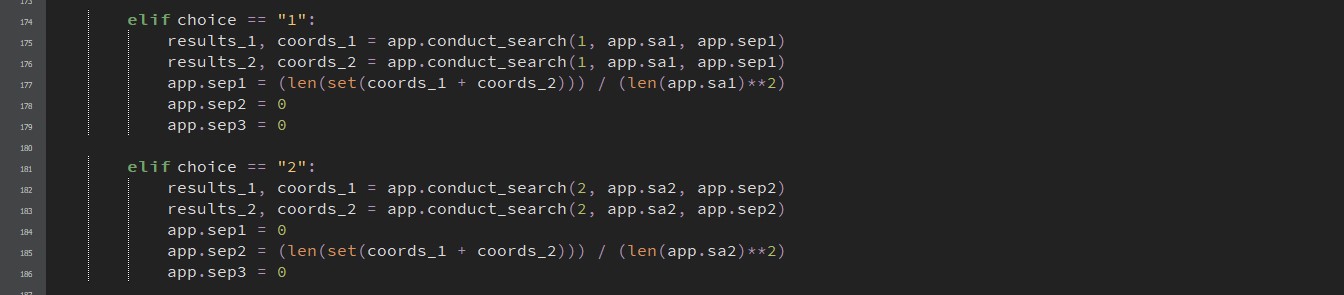 173
174 elif choice == "1":
175 results_1, coords_1 = app.conduct_search(1, app.sa1, app.sep1)
176 results_2, coords_2 = app.conduct_search(1, app.sa1, app.sep1)
177 app.sep1 = (len(set(coords_1 + coords_2))) / (len(app.sa1)**2)
178 app.sep2 = 0
179 app.sep3 = 0
180
181 elif choice == "2":
182 results_1, coords_1 = app.conduct_search(2, app.sa2, app.sep2)
183 results_2, coords_2 = app.conduct_search(2, app.sa2, app.sep2)
184 app.sep1 = 0
185 app.sep2 = (len(set(coords_1 + coords_2))) / (len(app.sa2)**2)
186 app.sep3 = 0
187